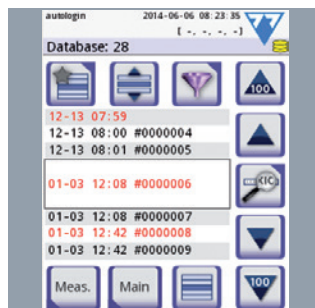 autologin 2014-06-06 08:23:35
[ -. -. -. -]
Database: 28
100
12-13 07:59
12-13 08:00 #0000004
12-13 08:01 #0000005
01-03 12:08 #0000006
<IC>
01-03 12:08 #0000007
01-03 12:42 #0000008
01-03 12:42 #0000009
Meas.
Main
100